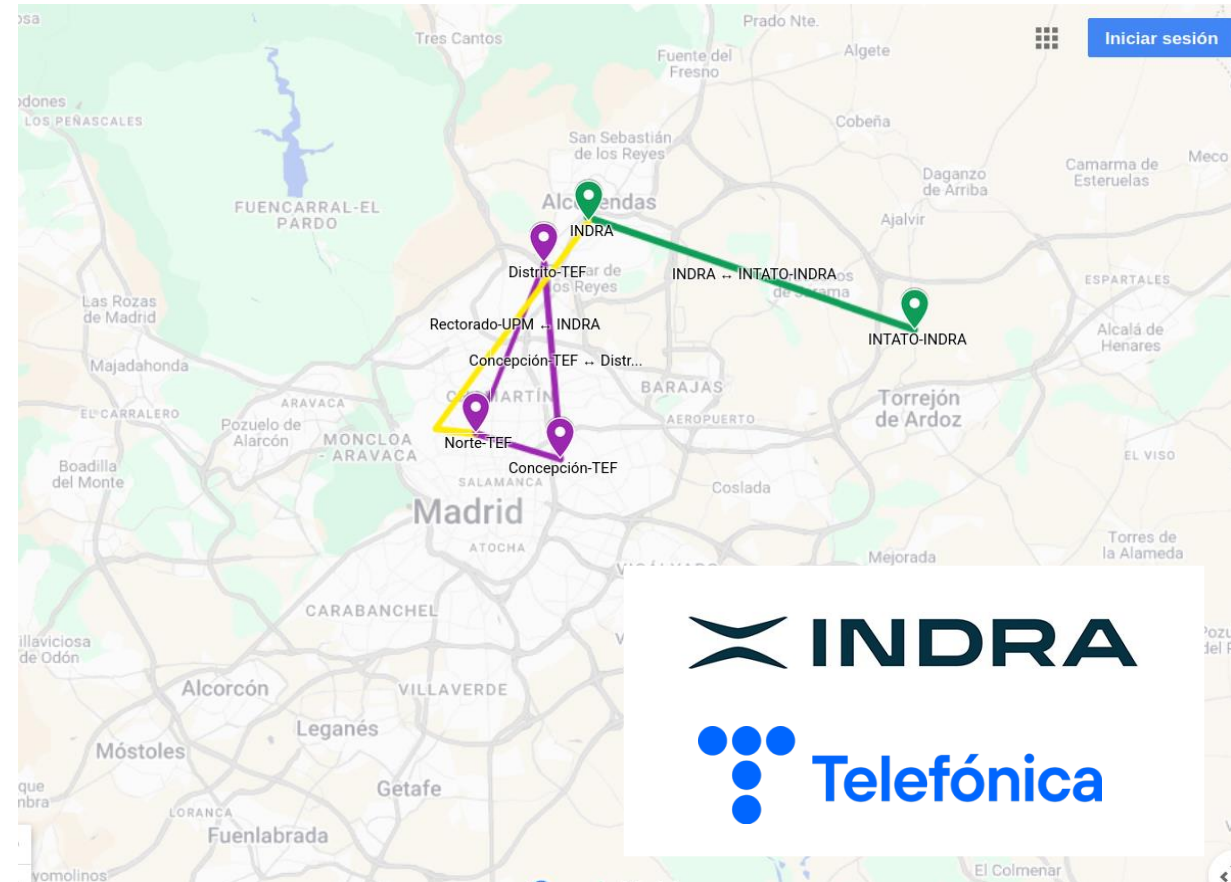 Prado Nte.
Tres Cantos
Iniciar sesión
Algete
Fuente del
Fresno
LOS PEÑASCALES
Cobeña
San Sebastián
de los Reyes
Meco
Camarma de
Esteruelas
Daganzo
de Arriba
FUENCARRAL-EL
PARDO
Ajalvir
INDRA
Distrito-TEF
INDRA ↔ INTATO-INDRA
ESPARTALES
Las Rozas
de Madrid
Rectorado-UPM ↔ INDRA
Alcalá de
Henares
INTATO-INDRA
Concepción-TEF ↔ Distr...
Majadahonda
BARAJAS
ARAVACA
Torrejón
de Ardoz
EL CARRALERO
AEROPUERTO
Pozuelo de
Alarcón
MONCLOA
- ARAVACA
Norte-TEF
EL VISO
Boadilla
del Monte
Concepción-TEF
SALAMANCA
Coslada
Madrid
ATOCHA
Torres de
la Alameda
Mejorada
CARABANCHEL
INDRA
de Odón
Alcorcón
VILLAVERDE
Leganés
Móstoles
Telefónica
Getafe
LORANCA
Fuenlabrada
El Colmenar